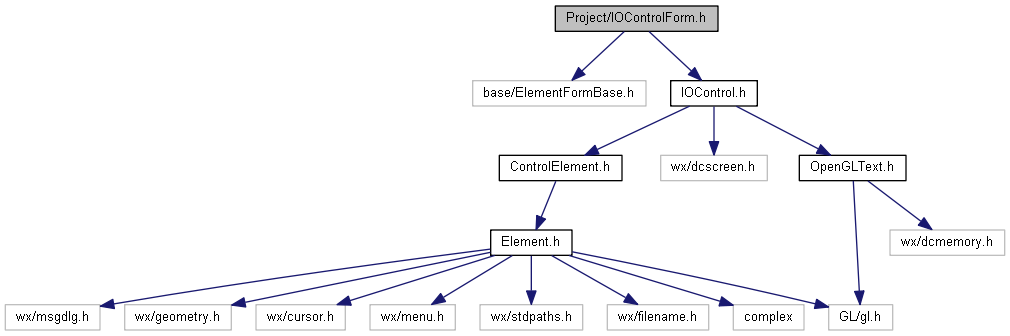 Project/IOControlForm.h
base/ElementFormBase.h
IOControl.h
ControlElement.h
wx/dcscreen.h
OpenGLText.h
Element.h
wx/dcmemory.h
wx/msgdlg.h
wx/geometry.h
wx/cursor.h
wx/menu.h
wx/stdpaths.h
wx/filename.h
complex
GL/gl.h